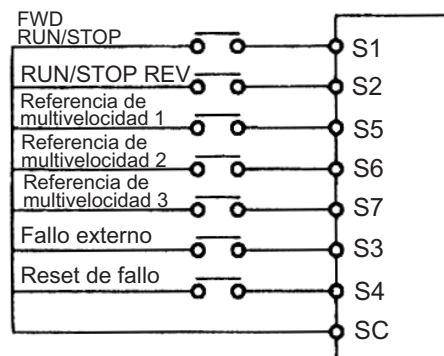 FWD
RUN/STOP
S1
RUN/STOP REV
S2
Referencia de
multivelocidad 1
S5
Referencia de
multivelocidad 2
S6
Referencia de
multivelocidad 3
S7
Fallo externo
S3
Reset de fallo
S4
SC